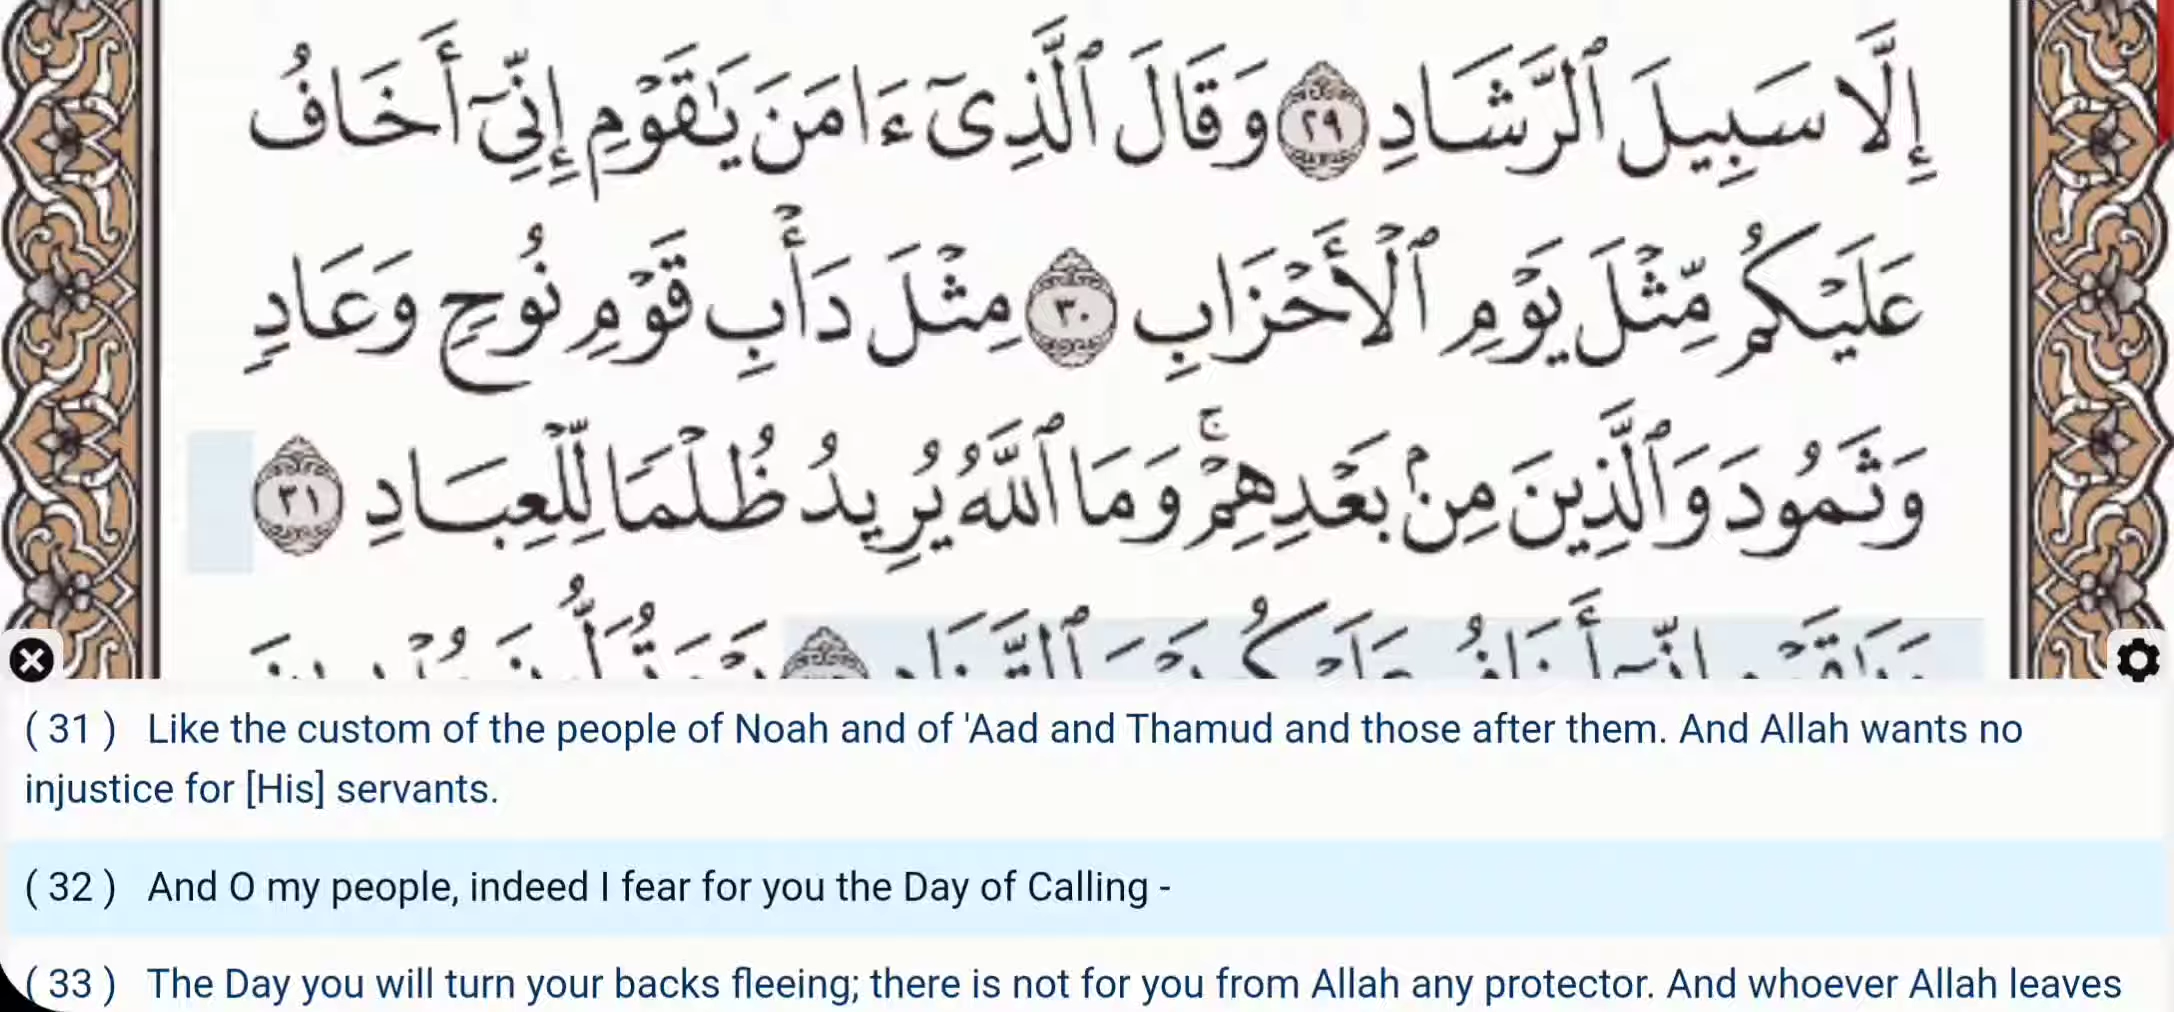 إِلَّا سَبِيلَ ٱلرَّشَادِ ٢٩ وَقَالَ ٱلَّذِىٓ ءَامَنَ يَٰقَوْمِ إِنِّىٓ أَخَافُ
عَلَيْكُم مِّثْلَ يَوْمِ ٱلْأَحْزَابِ ٣٠ مِثْلَ دَأْبِ قَوْمِ نُوحٍ وَعَادٍ
وَثَمُودَ وَٱلَّذِينَ مِنۢ بَعْدِهِمْ ۚ وَمَا ٱللَّهُ يُرِيدُ ظُلْمًا لِّلْعِبَادِ ٣١
( 31 ) Like the custom of the people of Noah and of 'Aad and Thamud and those after them. And Allah wants no
injustice for [His] servants.
( 32 ) And O my people, indeed I fear for you the Day of Calling -
( 33 ) The Day you will turn your backs fleeing; there is not for you from Allah any protector. And whoever Allah leaves